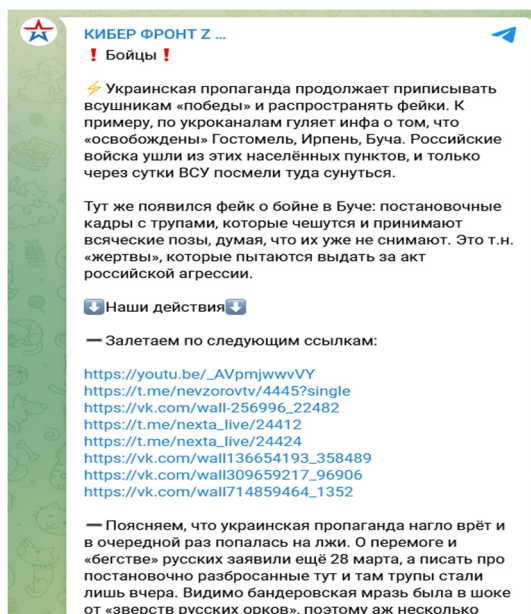 КИБЕР ФРОНТ Z ...
❗ Бойцы ❗
⚡ Украинская пропаганда продолжает приписывать
всушникам «победы» и распространять фейки. К
примеру, по укроканалам гуляет инфа о том, что
«освобождены» Гостомель, Ирпень, Буча. Российские
войска ушли из этих населённых пунктов, и только
через сутки ВСУ посмели туда сунуться.
Тут же появился фейк о бойне в Буче: постановочные
кадры с трупами, которые чешутся и принимают
всяческие позы, думая, что их уже не снимают. Это т.н.
«жертвы», которые пытаются выдать за акт
российской агрессии.
⬇️Наши действия⬇️
— Залетаем по следующим ссылкам:
https://youtu.be/_AVpmjwwvVY
https://t.me/nevzorovtv/4445?single
https://vk.com/wall-256996_22482
https://t.me/nexta_live/24412
https://t.me/nexta_live/24424
https://vk.com/wall136654193_358489
https://vk.com/wall309659217_96906
https://vk.com/wall714859464_1352
— Поясняем, что украинская пропаганда нагло врёт и
в очередной раз попалась на лжи. О перемоге и
«бегстве» русских заявили ещё 28 марта, а писать про
постановочно разбросанные тут и там трупы стали
лишь вчера. Видимо бандеровская мразь была в шоке
от «зверств русских орков», поэтому аж несколько